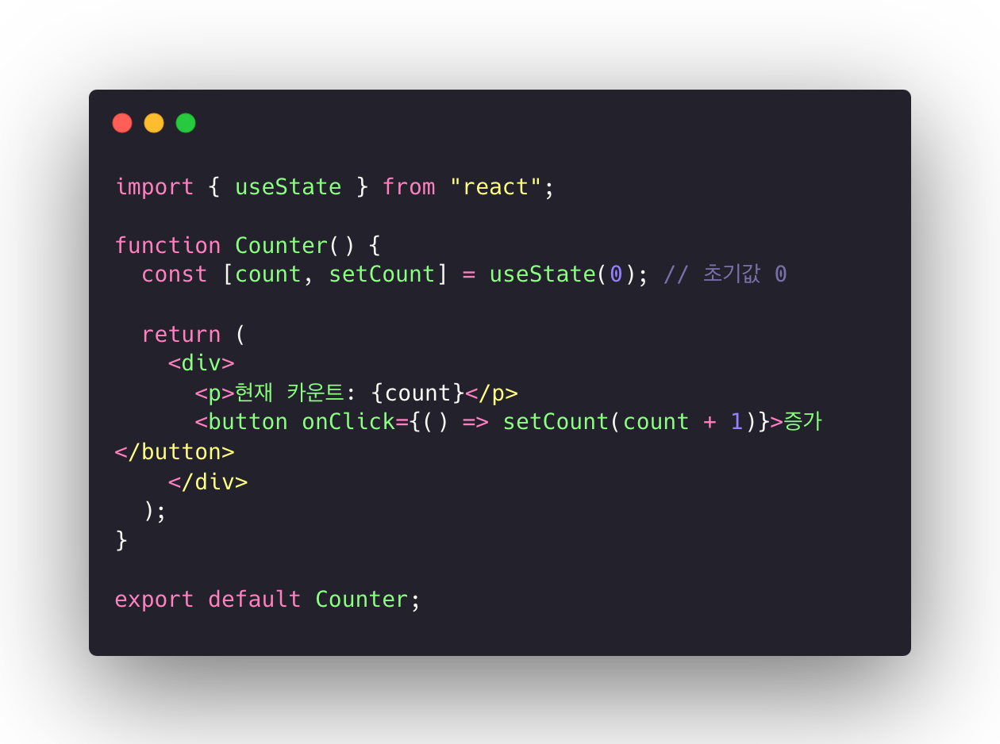 import { useState } from "react";
function Counter() {
  const [count, setCount] = useState(0); // 초기값 0
  return (
    <div>
      <p>현재 카운트: {count}</p>
      <button onClick={() => setCount(count + 1)}>증가
</button>
    </div>
  );
}
export default Counter;